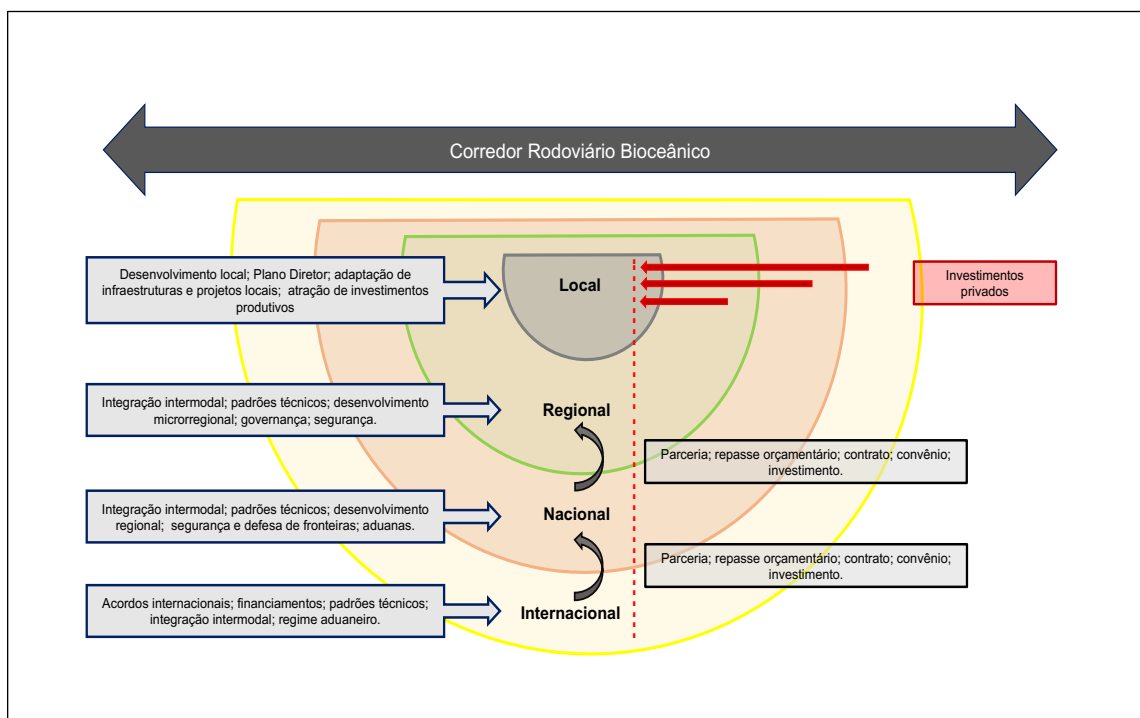 Corredor Rodoviário Bioceânico
Desenvolvimento local; Plano Diretor; adaptação de
infraestruturas e projetos locais; atração de investimentos
produtivos
Local
Investimentos
privados
Integração intermodal; padrões técnicos; desenvolvimento
microrregional; governança; segurança.
Regional
Parceria; repasse orçamentário; contrato; convênio;
investimento.
Integração intermodal; padrões técnicos; desenvolvimento
regional; segurança e defesa de fronteiras; aduanas.
Nacional
Parceria; repasse orçamentário; contrato; convênio;
investimento.
Acordos internacionais; financiamentos; padrões técnicos;
integração intermodal; regime aduaneiro.
Internacional